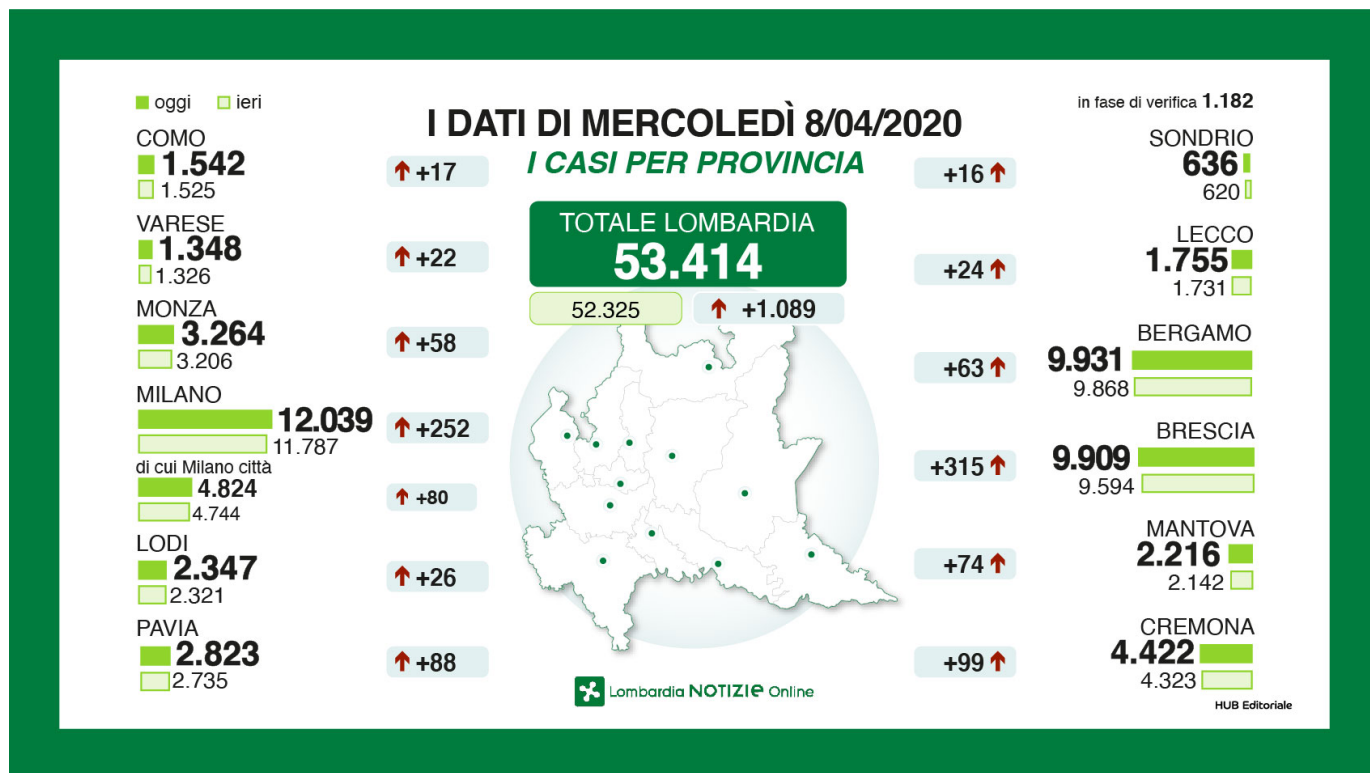 oggi ieri
I DATI DI MERCOLEDÌ 8/04/2020
I CASI PER PROVINCIA
in fase di verifica 1.182
TOTALE LOMBARDIA
53.414
52.325
+1.089
COMO
1.542
1.525
+17
VARESE
1.348
1.326
+22
MONZA
3.264
3.206
+58
MILANO
12.039
11.787
+252
di cui Milano città
4.824
4.744
+80
LODI
2.347
2.321
+26
PAVIA
2.823
2.735
+88
SONDRIO
636
620
+16
LECCO
1.755
1.731
+24
BERGAMO
9.931
9.868
+63
BRESCIA
9.909
9.594
+315
MANTOVA
2.216
2.142
+74
CREMONA
4.422
4.323
+99
Lombardia NOTIZIe Online
HUB Editoriale